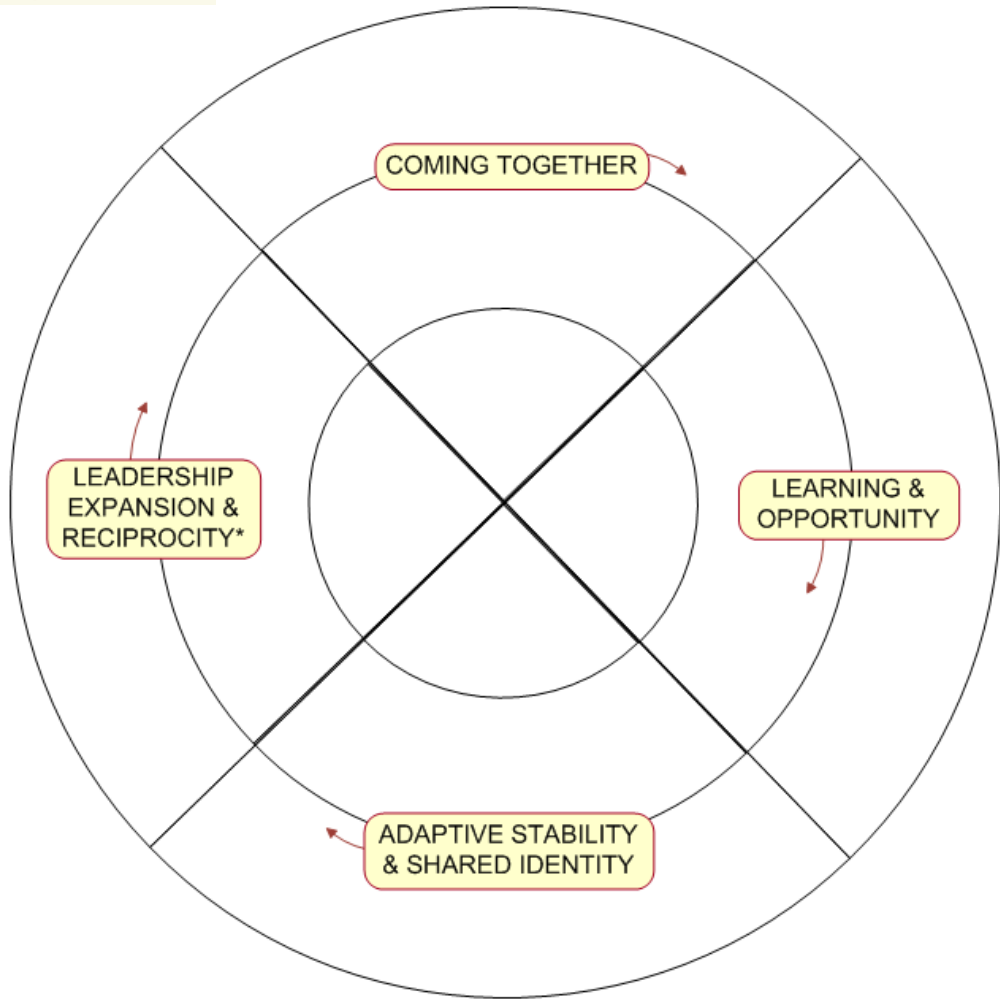 COMING TOGETHER
LEADERSHIP
EXPANSION &
RECIPROCITY*
LEARNING &
OPPORTUNITY
ADAPTIVE STABILITY
& SHARED IDENTITY